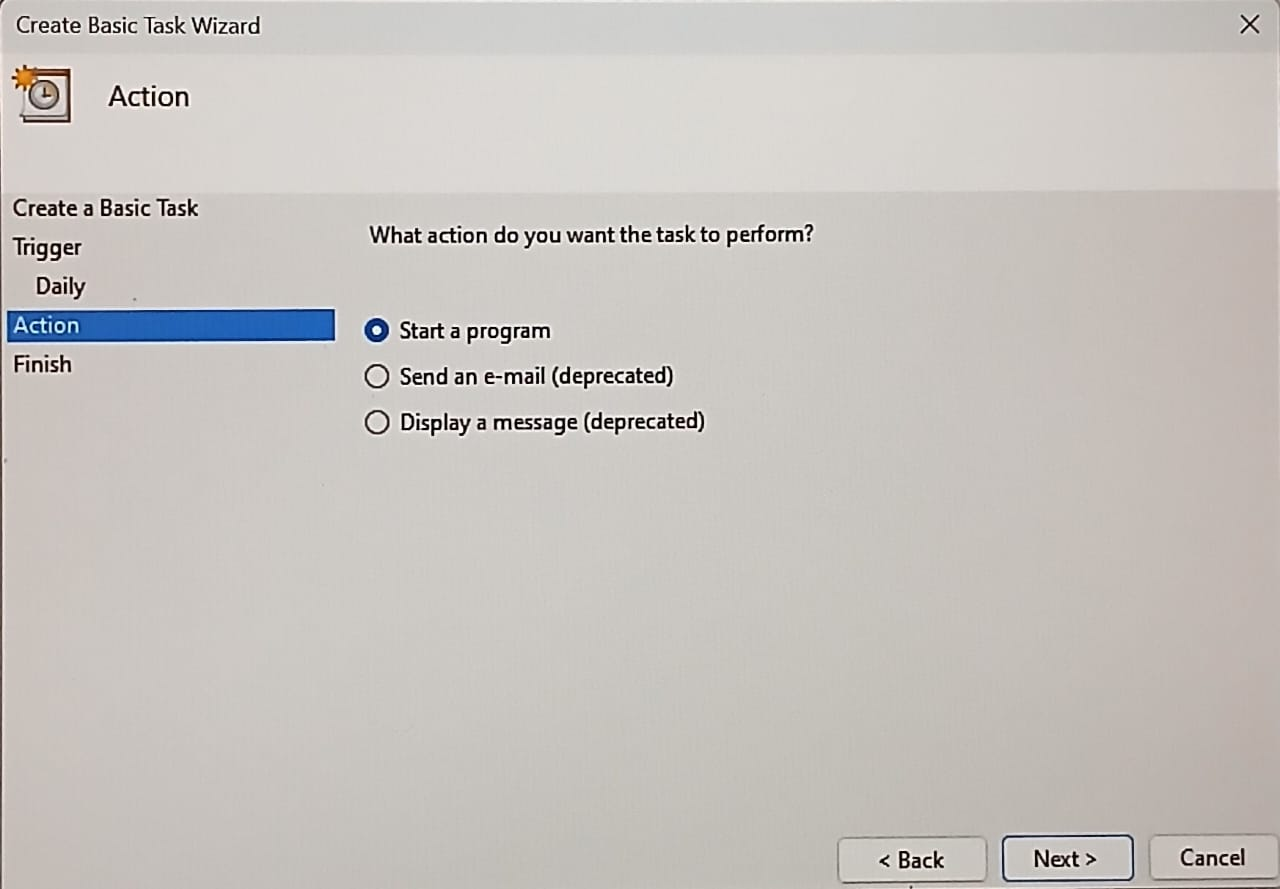 Create Basic Task Wizard
Action
Create a Basic Task
Trigger
Daily
Action
Finish
What action do you want the task to perform?
Start a program
Send an e-mail (deprecated)
Display a message (deprecated)
< Back
Next >
Cancel